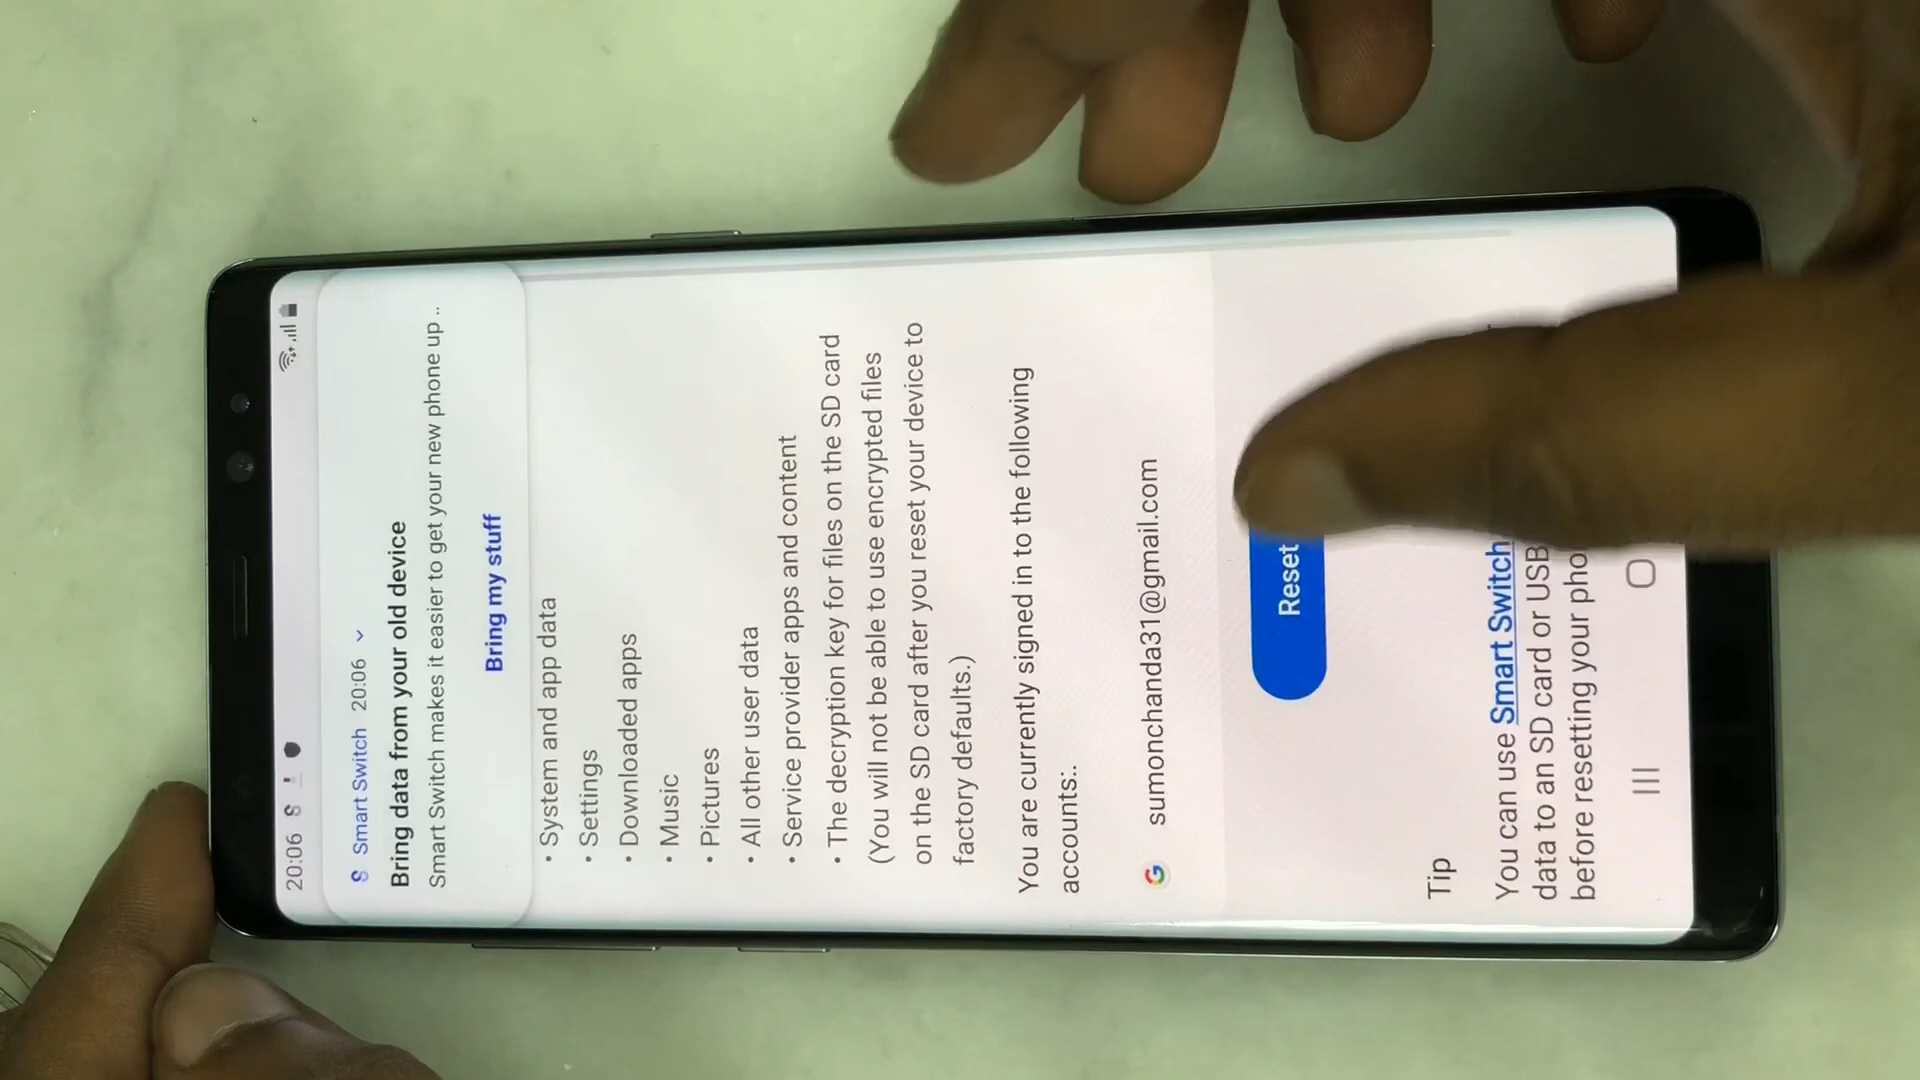 20:06
Smart Switch 20:06
Bring data from your old device
Smart Switch makes it easier to get your new phone up ..
Bring my stuff
• System and app data
• Settings
• Downloaded apps
• Music
• Pictures
• All other user data
• Service provider apps and content
• The decryption key for files on the SD card
(You will not be able to use encrypted files
on the SD card after you reset your device to
factory defaults.)
You are currently signed in to the following
accounts:.
sumonchanda31@gmail.com
Reset
Tip
You can use Smart Switch
data to an SD card or USB
before resetting your